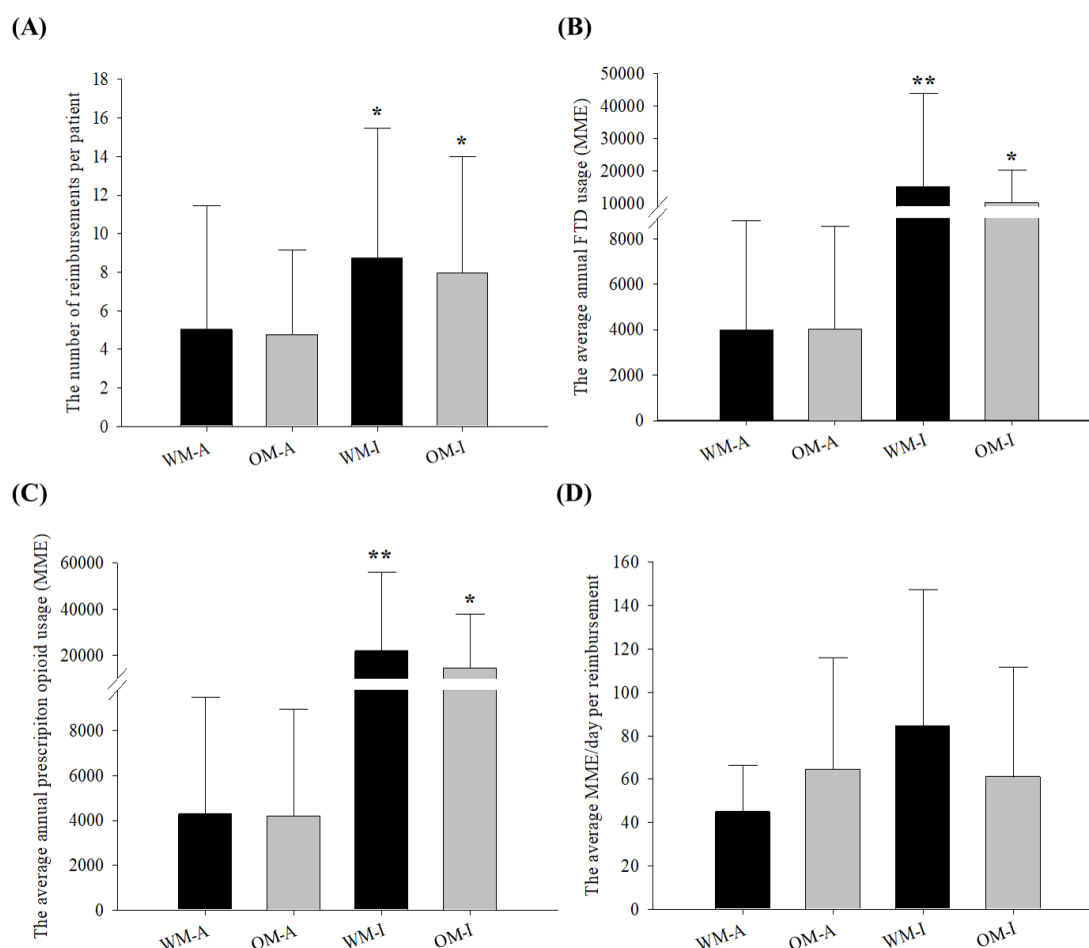 (A)
The number of reimbursements per patient
18
16
14
12
10
8
6
4
2
0
*
*
WM-A
OM-A
WM-I
OM-I
(B)
The average annual FTD usage (MME)
50000
40000
30000
20000
10000
8000
6000
4000
2000
0
**
*
WM-A
OM-A
WM-I
OM-I
(C)
The average annual prescripiton opioid usage (MME)
60000
40000
20000
8000
6000
4000
2000
0
**
*
WM-A
OM-A
WM-I
OM-I
(D)
The average MME/day per reimbursement
160
140
120
100
80
60
40
20
0
WM-A
OM-A
WM-I
OM-I